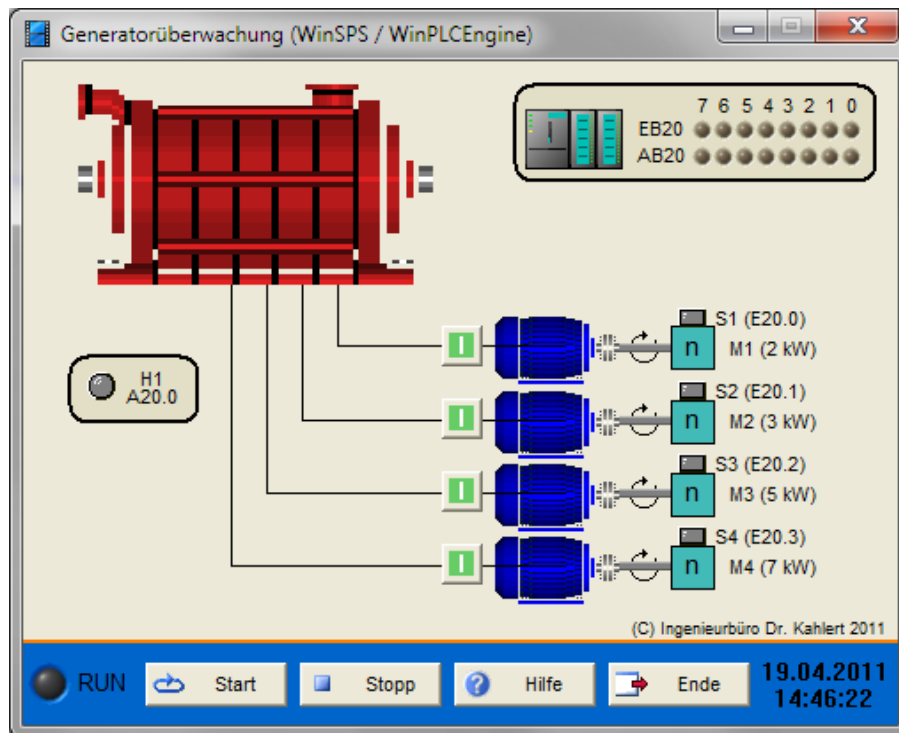 Generatorüberwachung (WinSPS / WinPLCEngine)
7 6 5 4 3 2 1 0
EB20
AB20
S1 (E20.0)
n M1 (2 kW)
H1
A20.0
S2 (E20.1)
n M2 (3 kW)
S3 (E20.2)
n M3 (5 kW)
S4 (E20.3)
n M4 (7 kW)
(C) Ingenieurbüro Dr. Kahlert 2011
RUN Start Stopp Hilfe Ende
19.04.2011
14:46:22